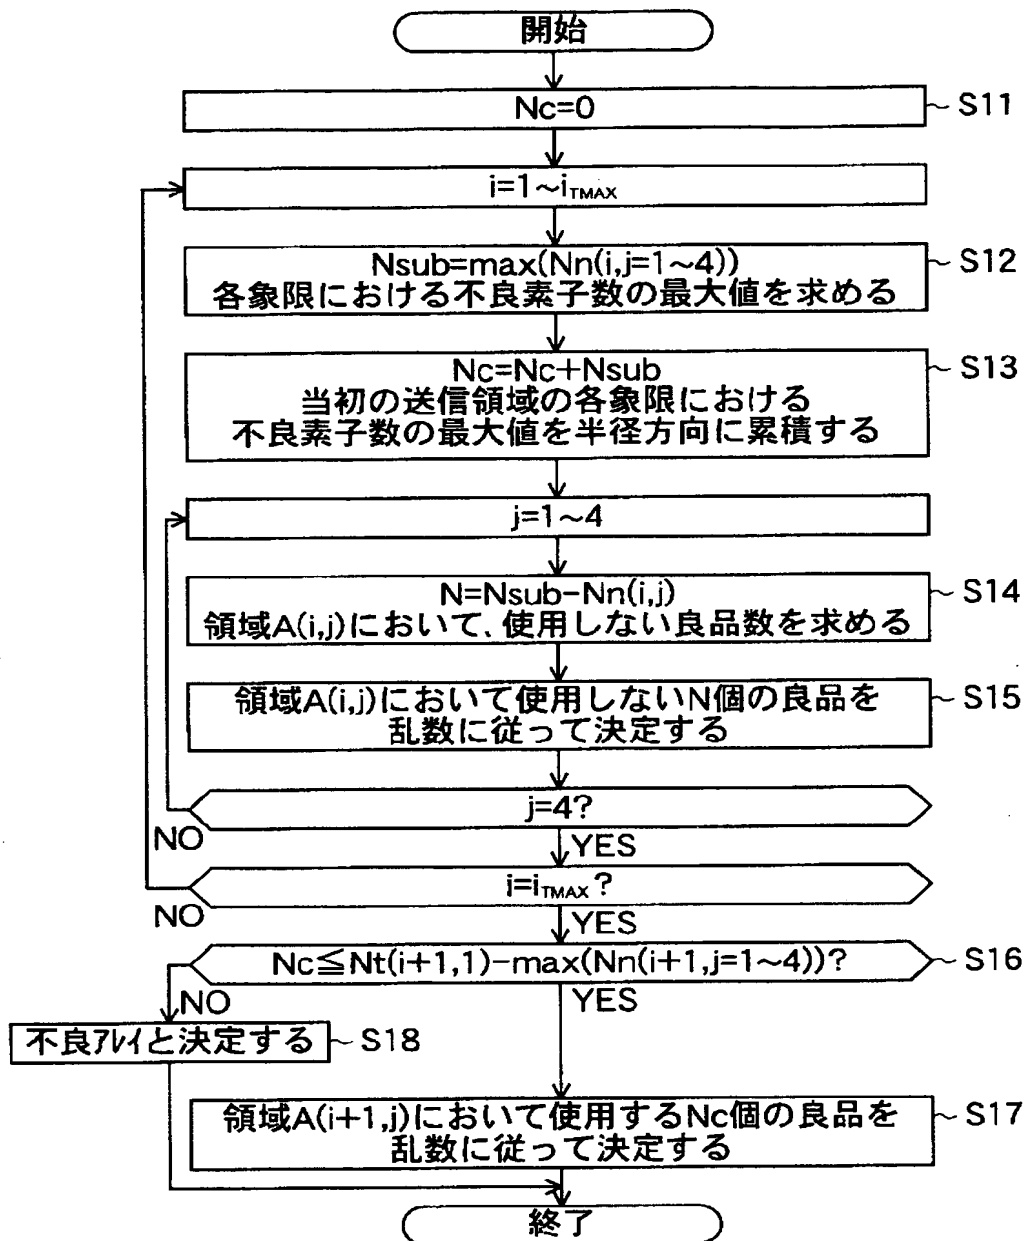 開始
Nc=0
S11
i=1~iTMAX
Nsub=max(Nn(i,j=1~4))
各象限における不良素子数の最大値を求める
S12
Nc=Nc+Nsub
当初の送信領域の各象限における
不良素子数の最大値を半径方向に累積する
S13
j=1~4
N=Nsub-Nn(i,j)
領域A(i,j)において、使用しない良品数を求める
S14
領域A(i,j)において使用しないN個の良品を
乱数に従って決定する
S15
j=4?
NO
YES
i=iTMAX?
NO
YES
Nc≦Nt(i+1,1)-max(Nn(i+1,j=1~4))?
S16
NO
YES
不良ｱﾚｲと決定する
S18
領域A(i+1,j)において使用するNc個の良品を
乱数に従って決定する
S17
終了